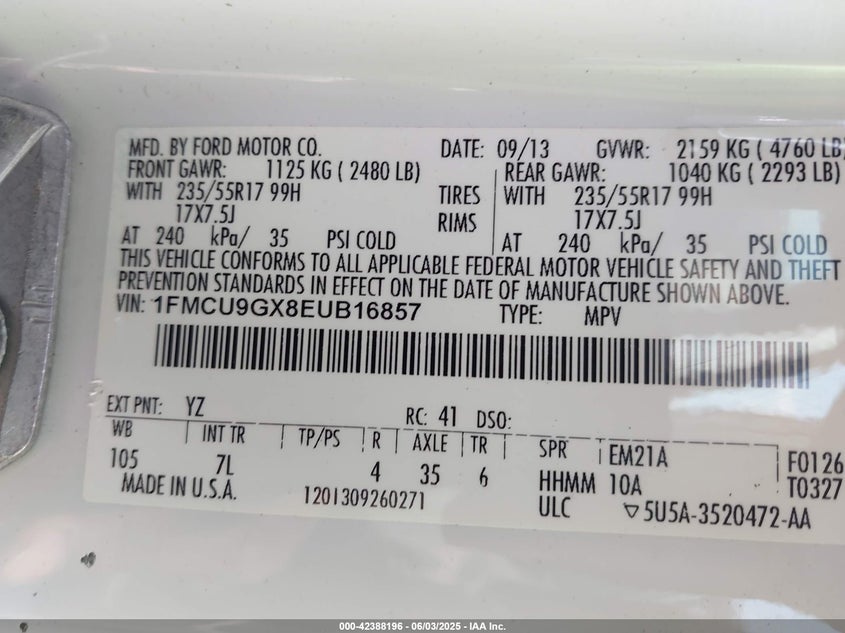 MFD. BY FORD MOTOR CO. DATE: 09/13 GVWR: 2159 KG ( 4760 LB)
FRONT GAWR: 1125 KG ( 2480 LB) REAR GAWR: 1040 KG ( 2293 LB)
WITH 235/55R17 99H TIRES WITH 235/55R17 99H
17X7.5J RIMS 17X7.5J
AT 240 kPa/ 35 PSI COLD AT 240 kPa/ 35 PSI COLD
THIS VEHICLE CONFORMS TO ALL APPLICABLE FEDERAL MOTOR VEHICLE SAFETY AND THEFT
PREVENTION STANDARDS IN EFFECT ON THE DATE OF MANUFACTURE SHOWN ABOVE.
VIN: 1FMCU9GX8EUB16857 TYPE: MPV
EXT PNT: YZ RC: 41 DSO:
WB INT TR TP/PS R AXLE TR SPR EM21A F0126
105 7L 4 35 6 HHMM 10A T0327
MADE IN U.S.A. 1201309260271 ULC ▽5U5A-3520472-AA
000-42388196 - 06/03/2025 - IAA Inc.